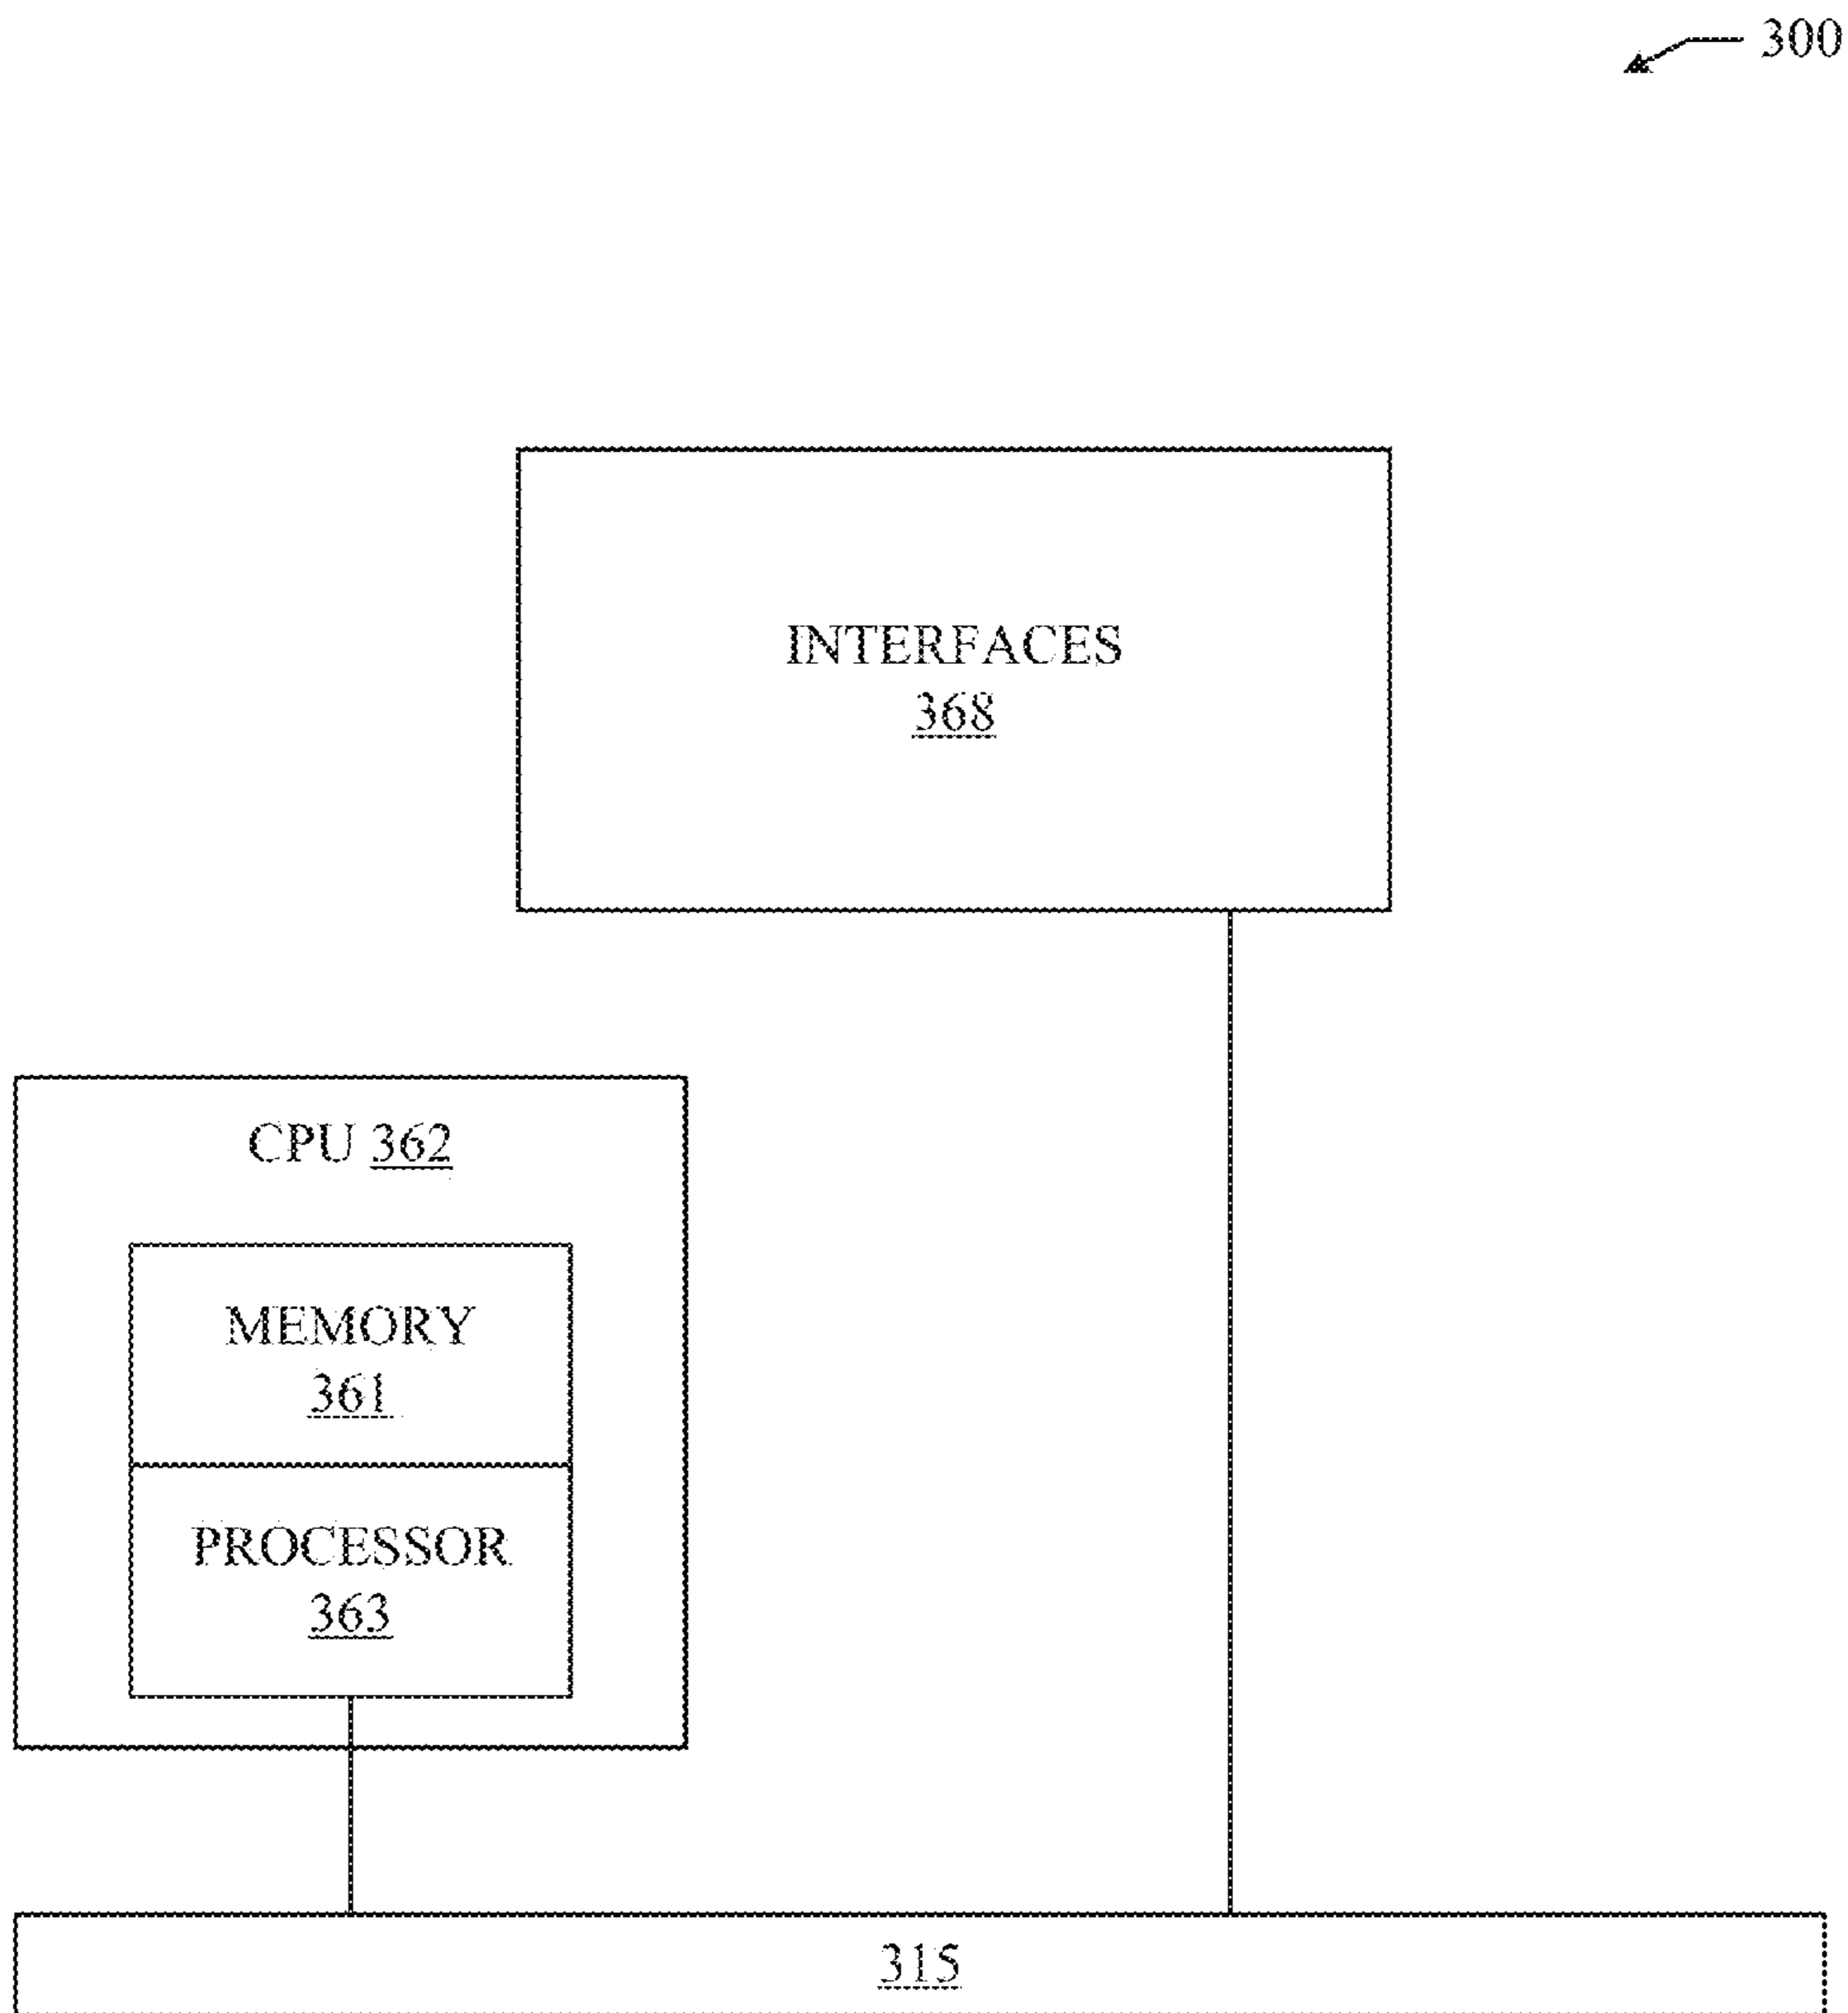 300
INTERFACES
368
CPU 362
MEMORY
361
PROCESSOR
363
315